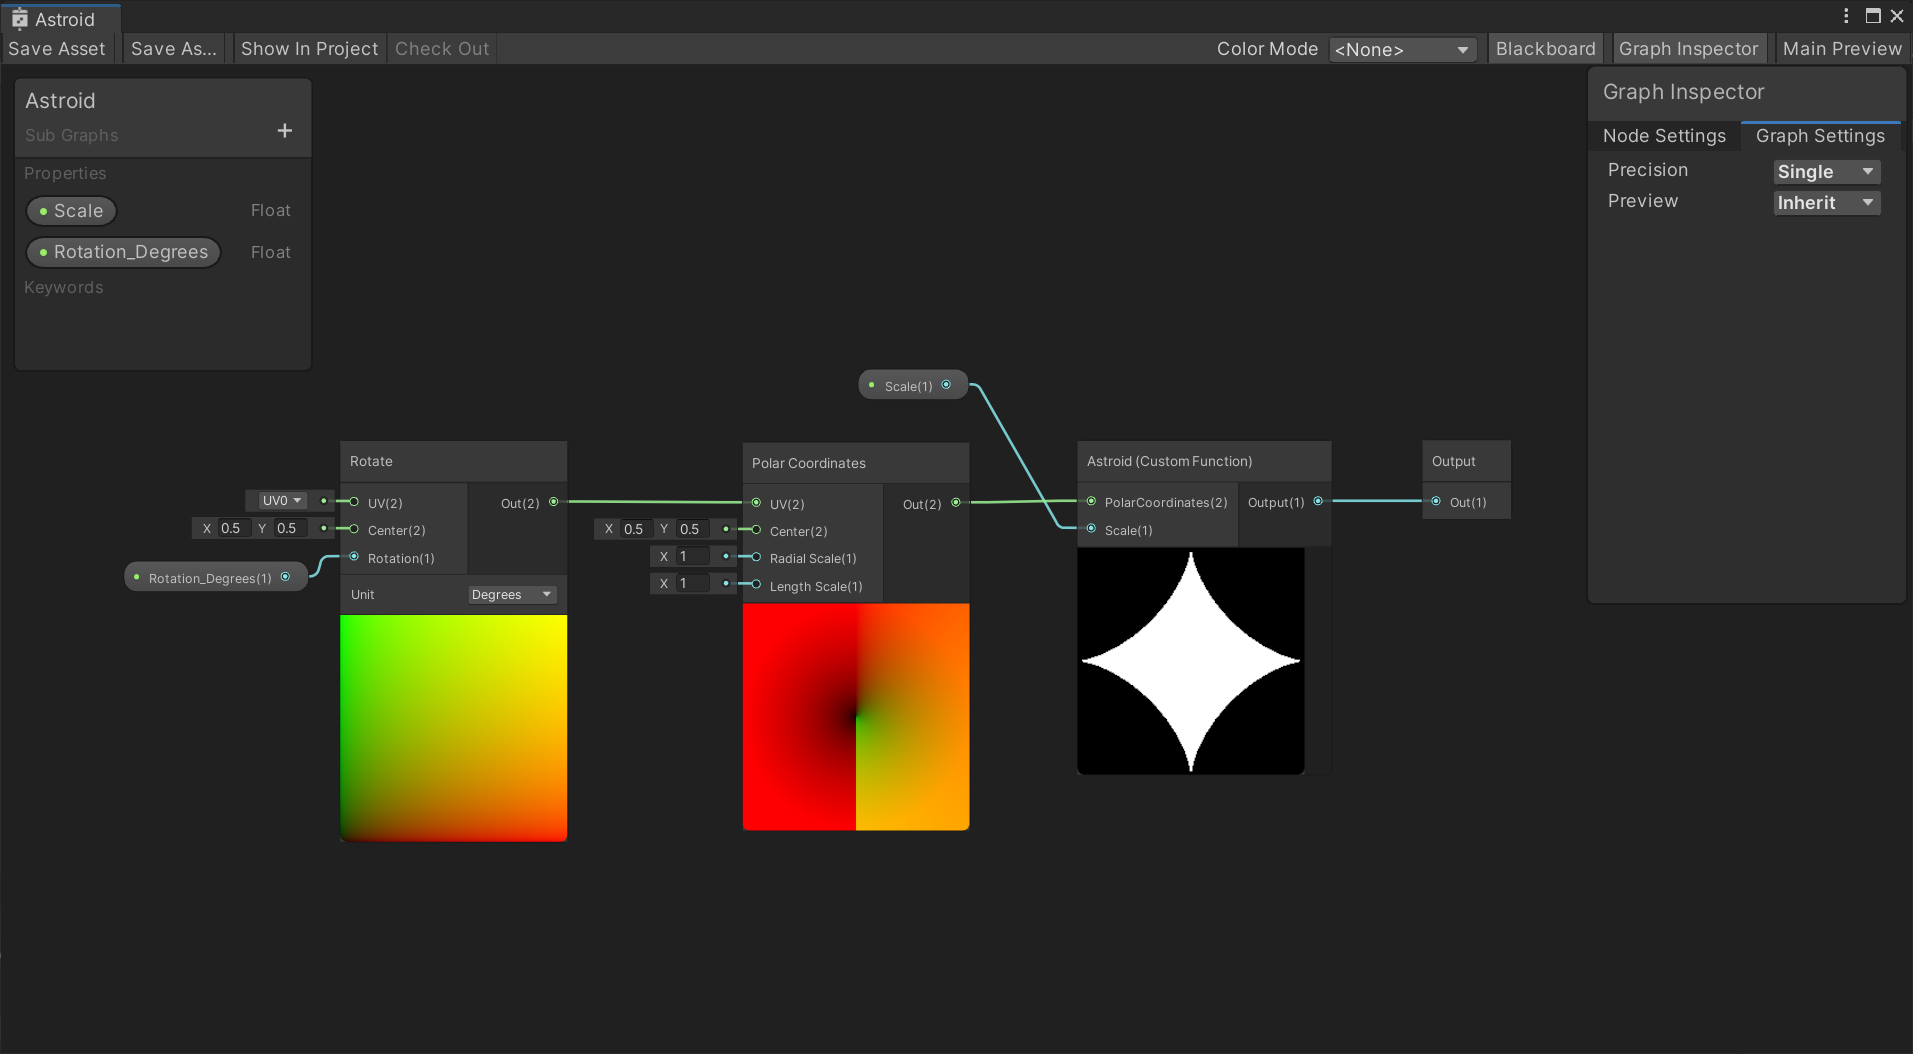 Astroid
Save Asset Save As... Show In Project Check Out Color Mode <None> Blackboard Graph Inspector Main Preview
Astroid
Sub Graphs
+
Properties
Scale Float
Rotation_Degrees Float
Keywords
Graph Inspector
Node Settings Graph Settings
Precision Single
Preview Inherit
Scale(1)
Rotate
UV0 UV(2) Out(2)
X 0.5 Y 0.5 Center(2)
Rotation(1)
Rotation_Degrees(1)
Unit Degrees
Polar Coordinates
UV(2) Out(2)
X 0.5 Y 0.5 Center(2)
X 1 Radial Scale(1)
X 1 Length Scale(1)
Astroid (Custom Function)
PolarCoordinates(2) Output(1)
Scale(1)
Output
Out(1)